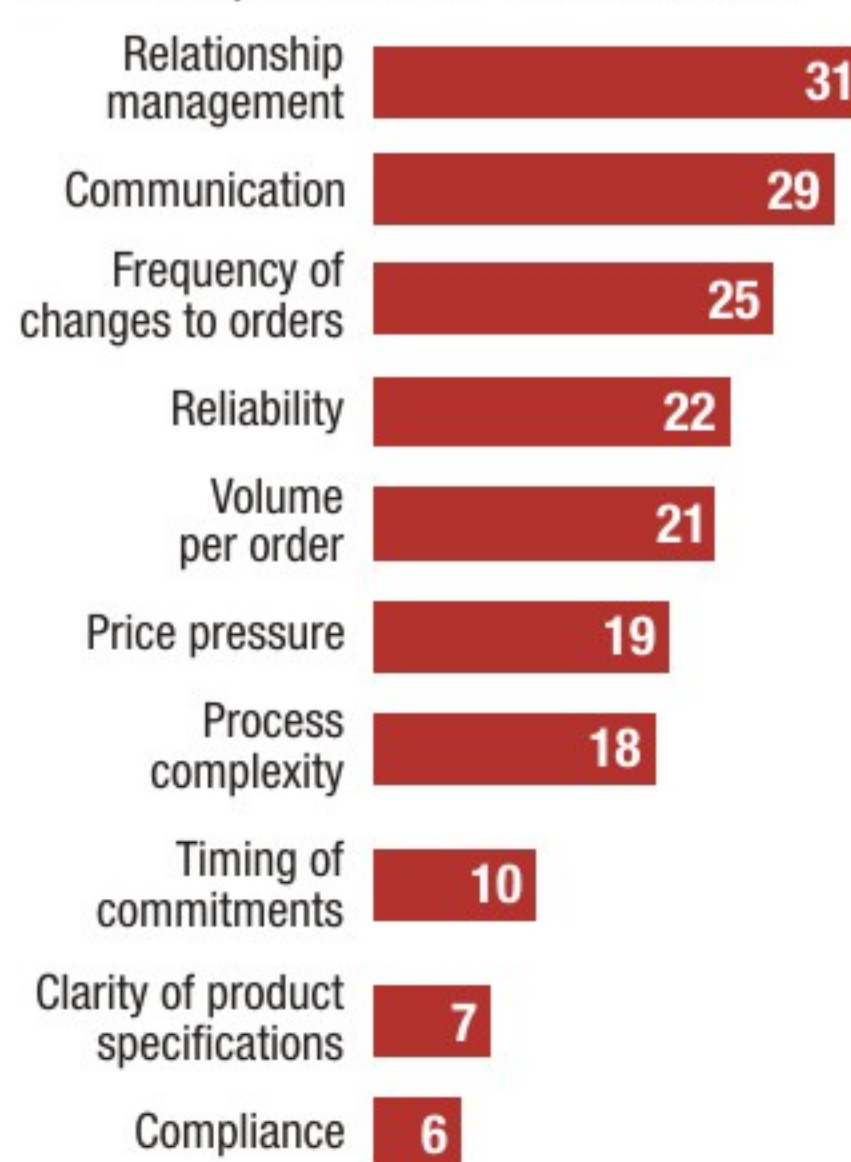 Relationship
management
31
Communication
29
Frequency of
changes to orders
25
Reliability
22
Volume
per order
21
Price pressure
19
Process
complexity
18
Timing of
commitments
10
Clarity of product
specifications
7
Compliance
6